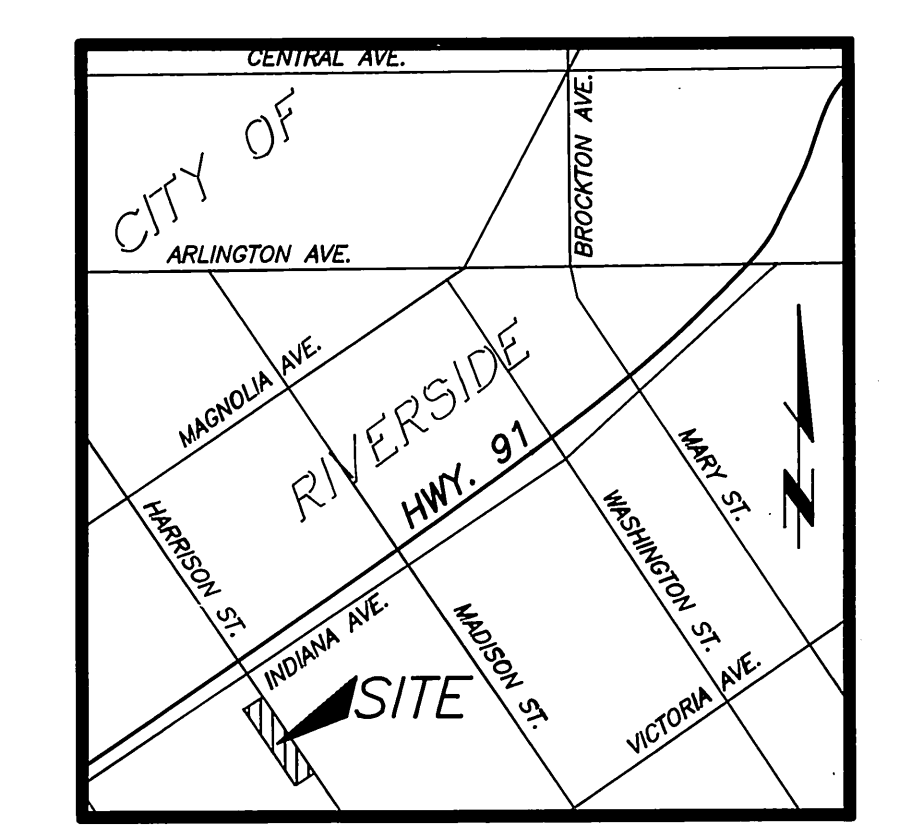 CENTRAL AVE.
BROCKTON AVE.
CITY OF
ARLINGTON AVE.
MAGNOLIA AVE.
RIVERSIDE
HWY. 91
MARY ST.
N
HARRISON ST.
WASHINGTON ST.
INDIANA AVE.
MADISON ST.
SITE
VICTORIA AVE.